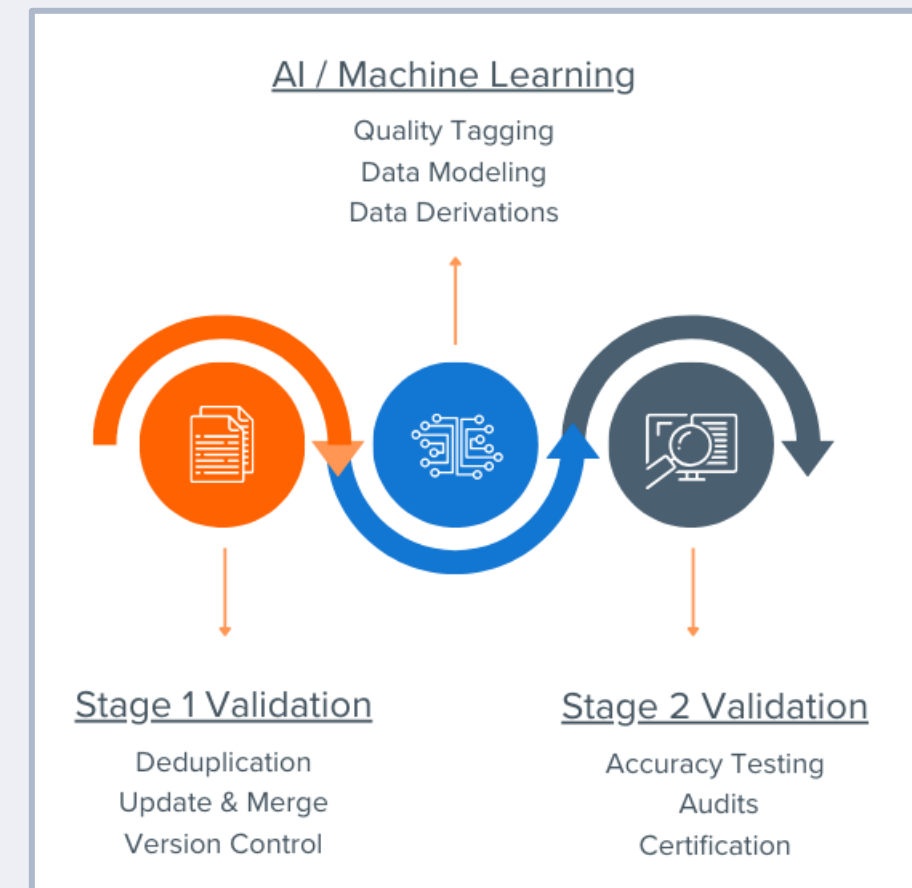 AI / Machine Learning
Quality Tagging
Data Modeling
Data Derivations
Stage 1 Validation
Deduplication
Update & Merge
Version Control
Stage 2 Validation
Accuracy Testing
Audits
Certification